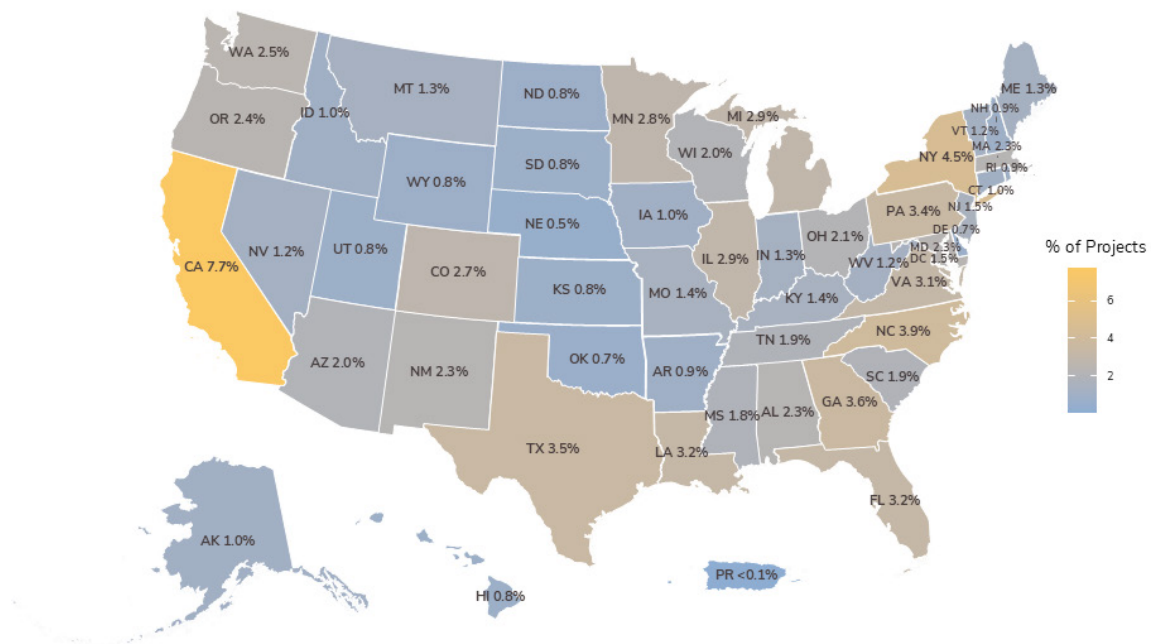 WA 2.5%
MT 1.3%
ND 0.8%
ME 1.3%
OR 2.4%
ID 1.0%
MN 2.8%
MI 2.9%
NH 0.9%
VT 1.2%
MA 2.3%
WI 2.0%
NY 4.5%
SD 0.8%
RI 0.9%
WY 0.8%
CT 1.0%
IA 1.0%
PA 3.4%
NJ 1.5%
NE 0.5%
DE 0.7%
OH 2.1%
MD 2.3%
% of Projects
NV 1.2%
UT 0.8%
IL 2.9%
IN 1.3%
WV 1.2%
DC 1.5%
CA 7.7%
CO 2.7%
VA 3.1%
KS 0.8%
MO 1.4%
KY 1.4%
6
NC 3.9%
4
TN 1.9%
AZ 2.0%
NM 2.3%
OK 0.7%
AR 0.9%
SC 1.9%
2
GA 3.6%
MS 1.8%
AL 2.3%
TX 3.5%
LA 3.2%
FL 3.2%
AK 1.0%
PR <0.1%
HI 0.8%